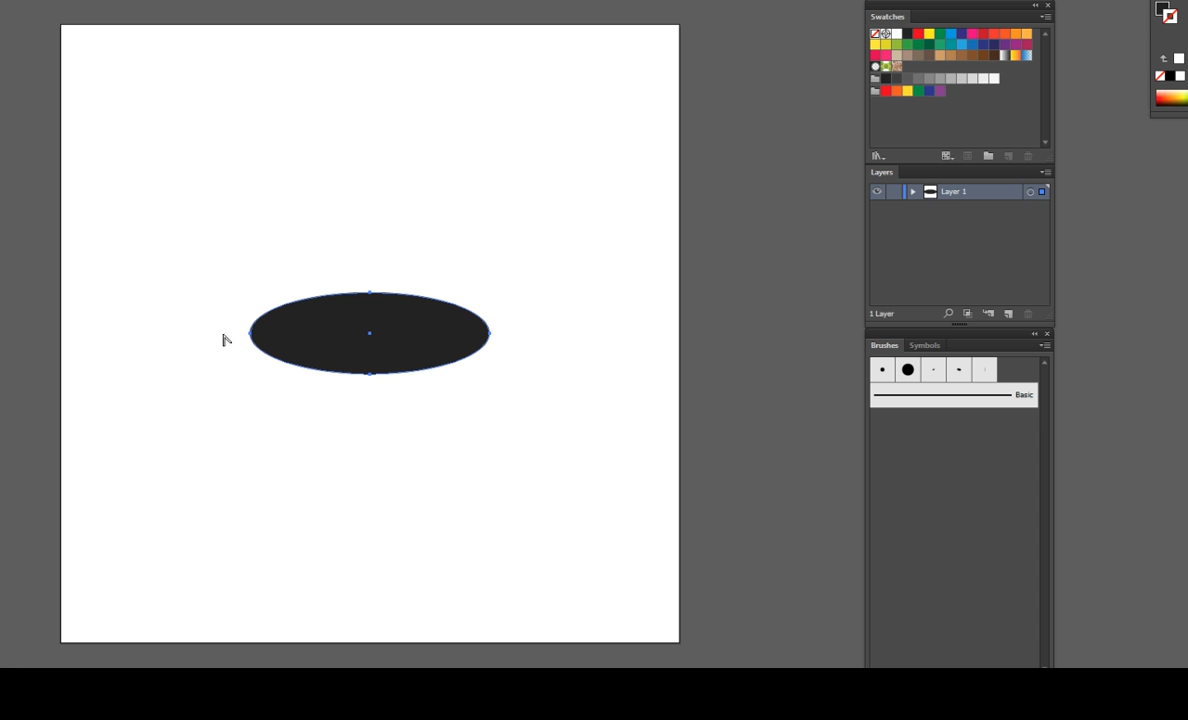 Swatches
Layers
Layer 1
1 Layer
Brushes Symbols
Basic